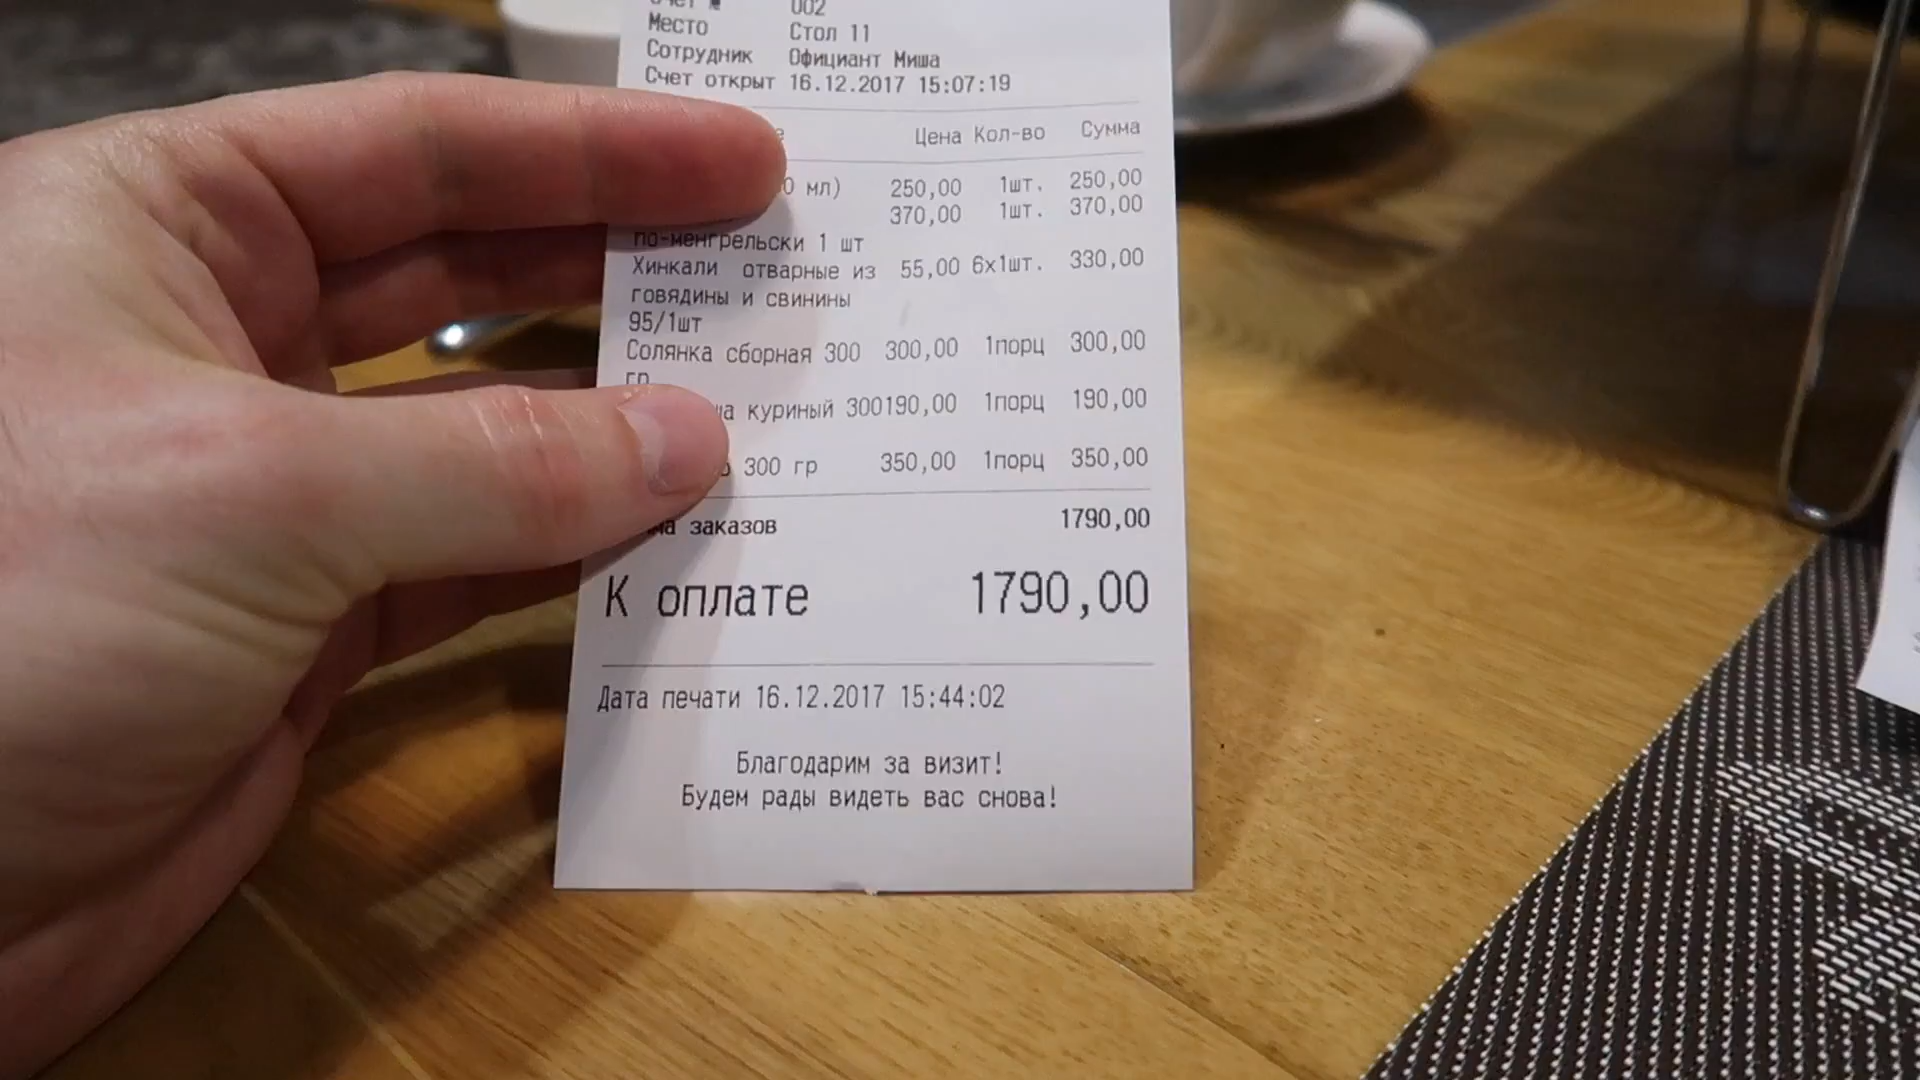 002
Место Стол 11
Сотрудник Официант Миша
Счет открыт 16.12.2017 15:07:19
Цена Кол-во Сумма
мл) 250,00 1шт. 250,00
370,00 1шт. 370,00
по-менгрельски 1 шт
Хинкали отварные из 55,00 6x1шт. 330,00
говядины и свинины
95/1шт
Солянка сборная 300 300,00 1порц 300,00
гр
куриный 300190,00 1порц 190,00
300 гр 350,00 1порц 350,00
заказов 1790,00
К оплате 1790,00
Дата печати 16.12.2017 15:44:02
Благодарим за визит!
Будем рады видеть вас снова!